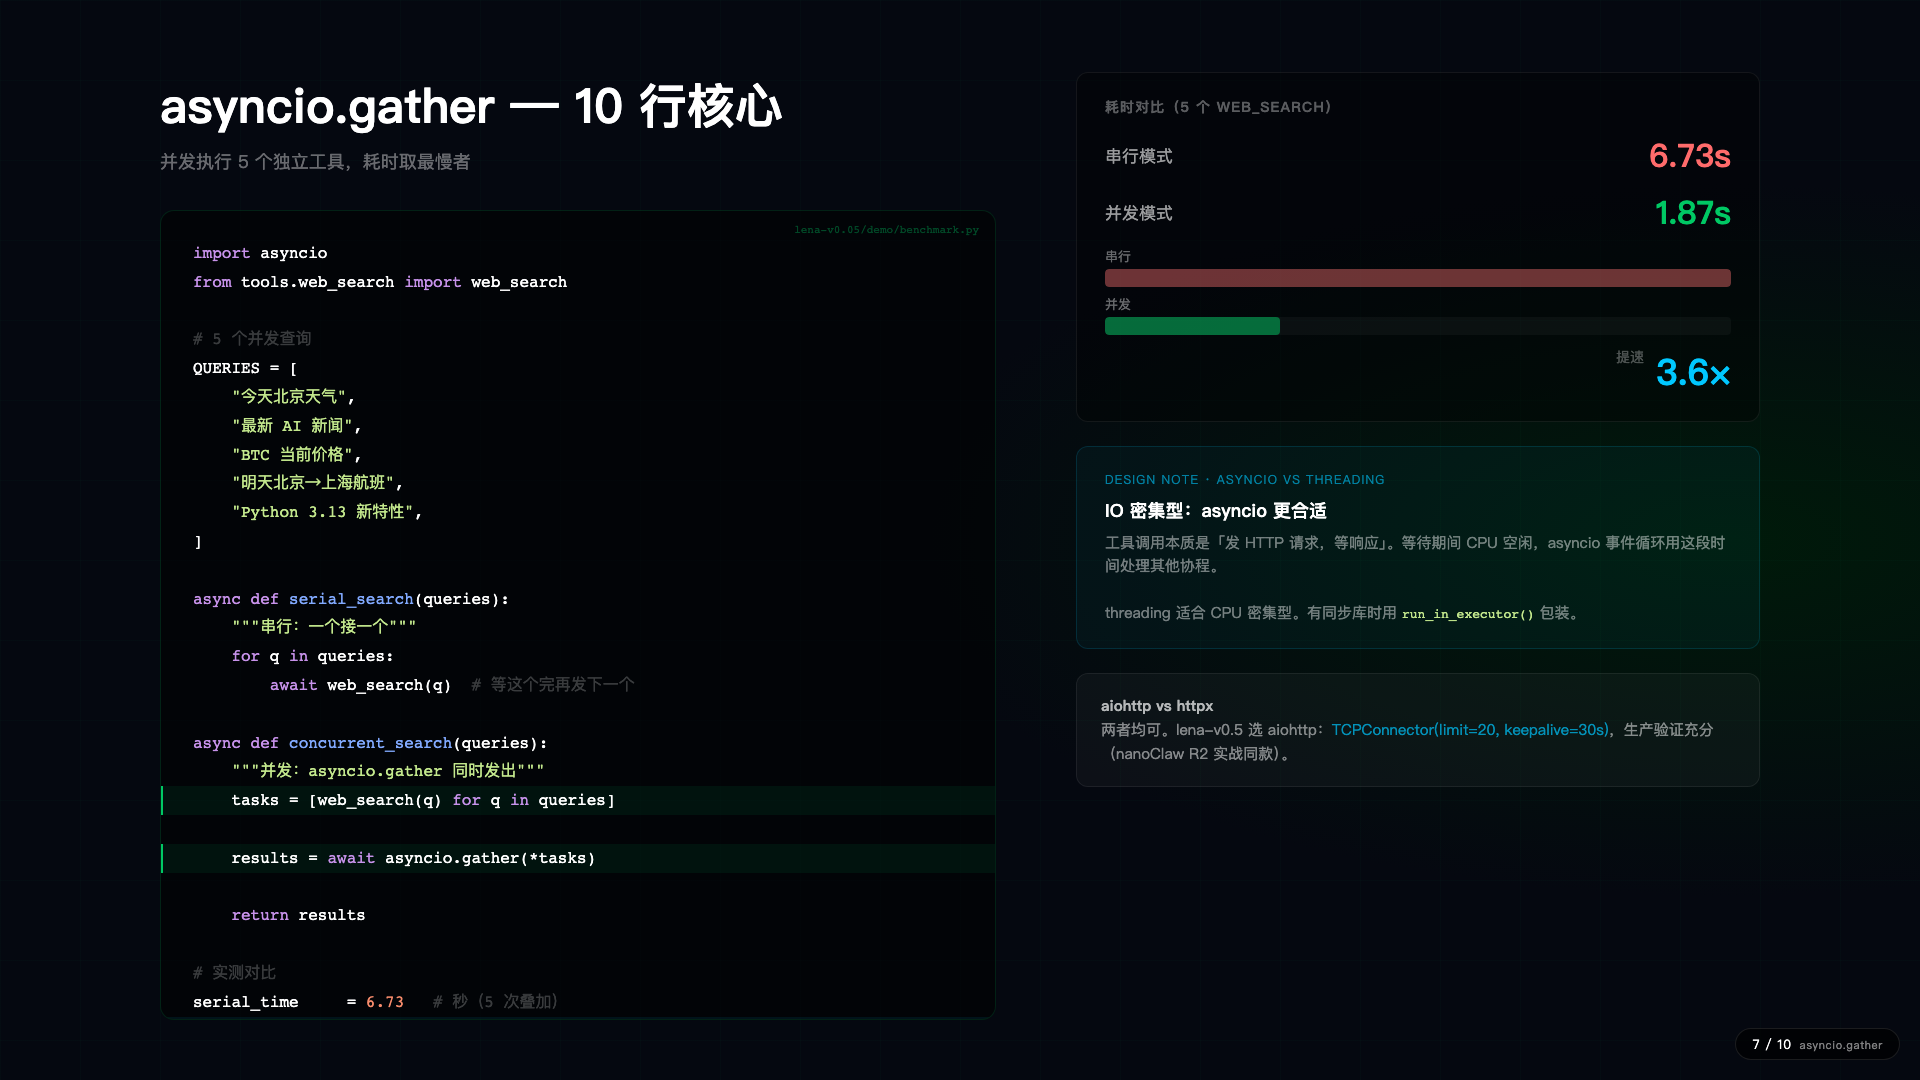 asyncio.gather — 10 行核心
并发执行 5 个独立工具，耗时取最慢者
lena-v0.05/demo/benchmark.py
import asyncio
from tools.web_search import web_search
# 5 个并发查询
QUERIES = [
"今天北京天气",
"最新 AI 新闻",
"BTC 当前价格",
"明天北京→上海航班",
"Python 3.13 新特性",
]
async def serial_search(queries):
"""串行：一个接一个"""
for q in queries:
await web_search(q)  # 等这个完再发下一个
async def concurrent_search(queries):
"""并发：asyncio.gather 同时发出"""
tasks = [web_search(q) for q in queries]
results = await asyncio.gather(*tasks)
return results
# 实测对比
serial_time     = 6.73   # 秒（5 次叠加）
耗时对比（5 个 WEB_SEARCH）
串行模式 6.73s
并发模式 1.87s
串行
并发
提速 3.6×
DESIGN NOTE · ASYNCIO VS THREADING
IO 密集型：asyncio 更合适
工具调用本质是「发 HTTP 请求，等响应」。等待期间 CPU 空闲，asyncio 事件循环用这段时
间处理其他协程。
threading 适合 CPU 密集型。有同步库时用 run_in_executor() 包装。
aiohttp vs httpx
两者均可。lena-v0.5 选 aiohttp：TCPConnector(limit=20, keepalive=30s)，生产验证充分
（nanoClaw R2 实战同款）。
7 / 10 asyncio.gather